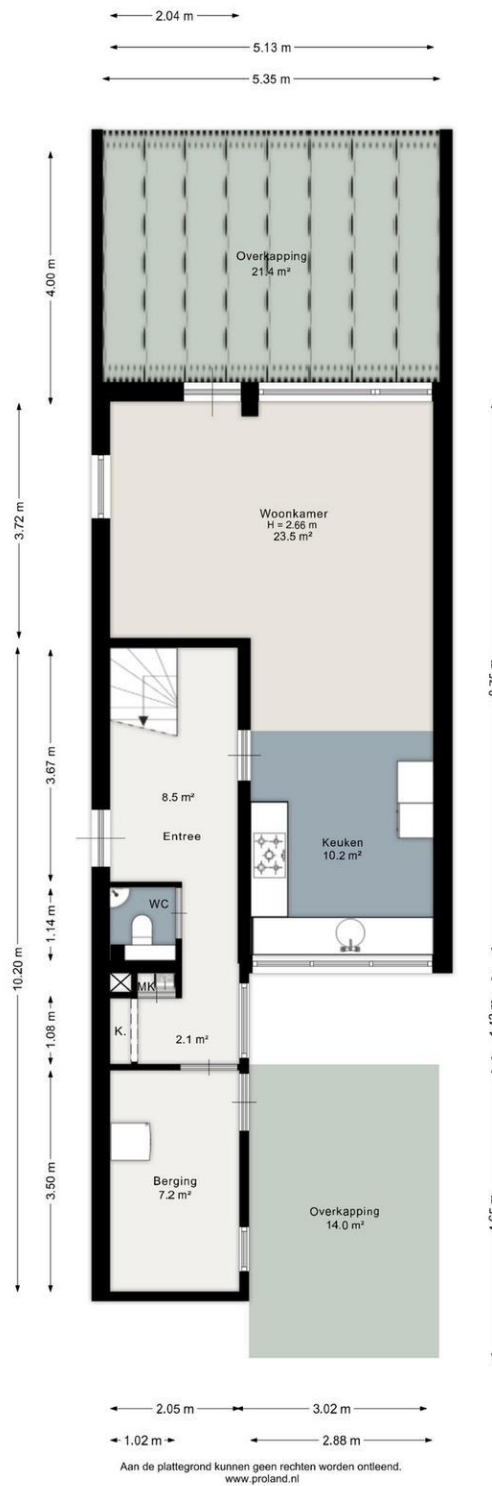 2.04 m
5.13 m
5.35 m
4.00 m
Overkapping
21.4 m²
3.72 m
Woonkamer
H = 2.66 m
23.5 m²
10.20 m
3.67 m
8.5 m²
Entree
Keuken
10.2 m²
1.14 m
WC
MK
1.08 m
K.
2.1 m²
3.50 m
Berging
7.2 m²
Overkapping
14.0 m²
2.05 m
3.02 m
1.02 m
2.88 m
Aan de plattegrond kunnen geen rechten worden ontleend.
www.proland.nl